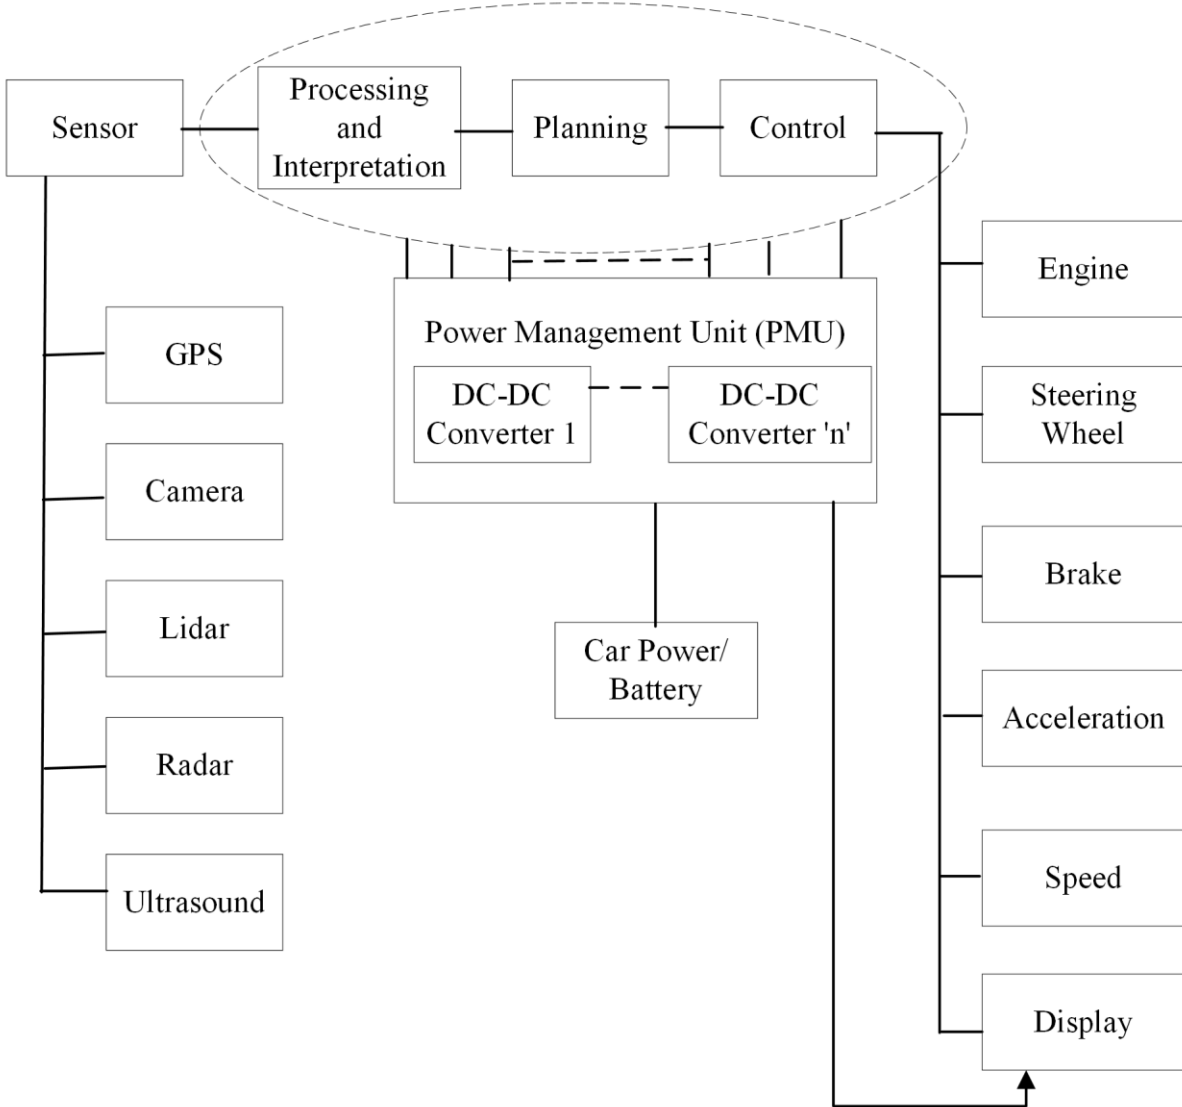 Sensor
Processing
and
Interpretation
Planning
Control
Power Management Unit (PMU)
DC-DC
Converter 1
DC-DC
Converter 'n'
Car Power/
Battery
GPS
Camera
Lidar
Radar
Ultrasound
Engine
Steering
Wheel
Brake
Acceleration
Speed
Display